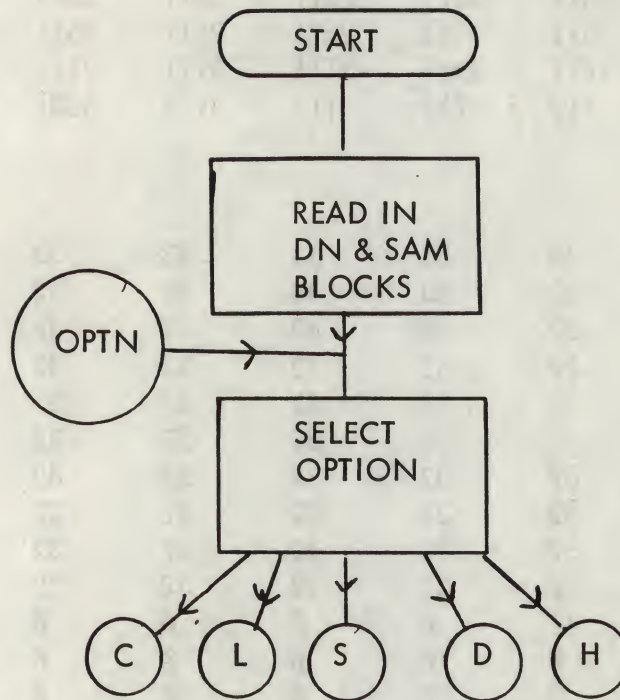 START
READ IN
DN & SAM
BLOCKS
OPTN
SELECT
OPTION
C L S D H